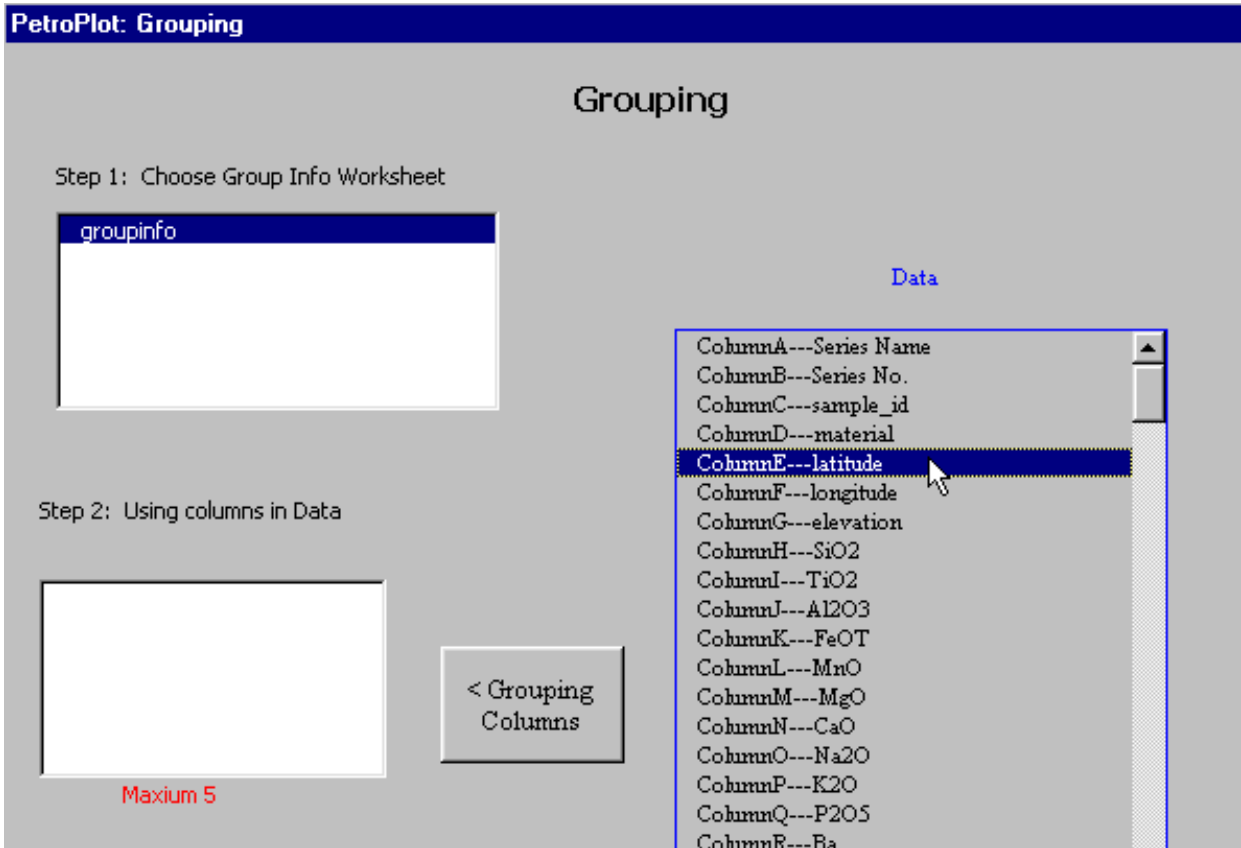 PetroPlot: Grouping
Grouping
Step 1:  Choose Group Info Worksheet
groupinfo
Data
ColumnA---Series Name
ColumnB---Series No.
ColumnC---sample_id
ColumnD---material
ColumnE---latitude
ColumnF---longitude
ColumnG---elevation
ColumnH---SiO2
ColumnI---TiO2
ColumnJ---Al2O3
ColumnK---FeOT
ColumnL---MnO
ColumnM---MgO
ColumnN---CaO
ColumnO---Na2O
ColumnP---K2O
ColumnQ---P2O5
ColumnR---Ba
Step 2:  Using columns in Data
< Grouping
Columns
Maxium 5